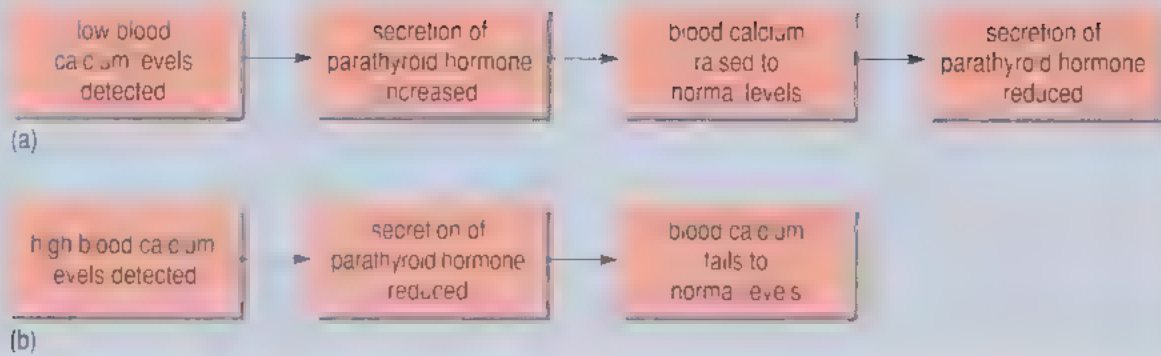 low blood
calcium levels
detected
secretion of
parathyroid hormone
increased
blood calcium
raised to
normal levels
secretion of
parathyroid hormone
reduced
(a)
high blood calcium
levels detected
secretion of
parathyroid hormone
reduced
blood calcium
falls to
normal levels
(b)